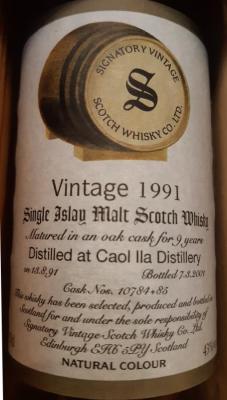 SIGNATORY VINTAGE
S
SCOTCH WHISKY CO. LTD.
Vintage 1991
Single Islay Malt Scotch Whisky
Matured in an oak cask for 9 years
Distilled at Caol Ila Distillery
on 13.8.91 Bottled 7.3.2001
Cask Nos. 10784+85
This whisky has been selected, produced and bottled in
Scotland for and under the sole responsibility of
Signatory Vintage Scotch Whisky Co. Ltd.
Edinburgh EH6 5PY Scotland
NATURAL COLOUR